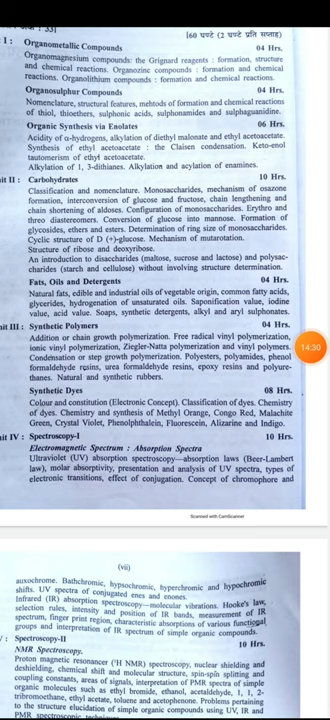 331 [60 घण्टे (2 घण्टे प्रति सप्ताह)
I : Organometallic Compounds 04 Hrs.
Organomagnesium compounds: the Grignard reagents : formation, structure
and chemical reactions. Organozinc compounds : formation and chemical
reactions. Organolithium compounds : formation and chemical reactions.
Organosulphur Compounds 04 Hrs.
Nomenclature, structural features, mehtods of formation and chemical reactions
of thiol, thioethers, sulphonic acids, sulphonamides and sulphaguanidine.
Organic Synthesis via Enolates 06 Hrs.
Acidity of α-hydrogens, alkylation of diethyl malonate and ethyl acetoacetate.
Synthesis of ethyl acetoacetate : the Claisen condensation. Keto-enol
tautomerism of ethyl acetoacetate.
Alkylation of 1, 3-dithianes. Alkylation and acylation of enamines.
nit II : Carbohydrates 10 Hrs.
Classification and nomenclature. Monosaccharides, mechanism of osazone
formation, interconversion of glucose and fructose, chain lengthening and
chain shortening of aldoses. Configuration of monosaccharides. Erythro and
threo diastereomers. Conversion of glucose into mannose. Formation of
glycosides, ethers and esters. Determination of ring size of monosaccharides.
Cyclic structure of D (+)-glucose. Mechanism of mutarotation.
Structure of ribose and deoxyribose.
An introduction to disaccharides (maltose, sucrose and lactose) and polysac-
charides (starch and cellulose) without involving structure determination.
Fats, Oils and Detergents 04 Hrs.
Natural fats, edible and industrial oils of vegetable origin, common fatty acids,
glycerides, hydrogenation of unsaturated oils. Saponification value, iodine
value, acid value. Soaps, synthetic detergents, alkyl and aryl sulphonates.
nit III : Synthetic Polymers 04 Hrs.
Addition or chain growth polymerization. Free radical vinyl polymerization,
ionic vinyl polymerization, Ziegler-Natta polymerization and vinyl polymers.
Condensation or step growth polymerization. Polyesters, polyamides, phenol
formaldehyde resins, urea formaldehyde resins, epoxy resins and polyure-
thanes. Natural and synthetic rubbers.
14:30
Synthetic Dyes 08 Hrs.
Colour and constitution (Electronic Concept). Classification of dyes. Chemistry
of dyes. Chemistry and synthesis of Methyl Orange, Congo Red, Malachite
Green, Crystal Violet, Phenolphthalein, Fluorescein, Alizarine and Indigo.
nit IV : Spectroscopy-I 10 Hrs.
Electromagnetic Spectrum : Absorption Spectra
Ultraviolet (UV) absorption spectroscopy—absorption laws (Beer-Lambert
law), molar absorptivity, presentation and analysis of UV spectra, types of
electronic transitions, effect of conjugation. Concept of chromophore and
Scanned with CamScanner
(vii)
auxochrome. Bathchromic, hypsochromic, hyperchromic and hypochromic
shifts. UV spectra of conjugated enes and enones.
Infrared (IR) absorption spectroscopy—molecular vibrations. Hooke's law,
selection rules, intensity and position of IR bands, measurement of IR
spectrum, finger print region, characteristic absorptions of various functional
groups and interpretation of IR spectrum of simple organic compounds.
V : Spectroscopy-II 10 Hrs.
NMR Spectroscopy.
Proton magnetic resonancer (¹H NMR) spectroscopy, nuclear shielding and
deshielding, chemical shift and molecular structure, spin-spin splitting and
coupling constants, areas of signals, interpretation of PMR spectra of simple
organic molecules such as ethyl bromide, ethanol, acetaldehyde, 1, 1, 2-
tribromoethane, ethyl acetate, toluene and acetophenone. Problems pertaining
to the structure elucidation of simple organic compounds using UV, IR and
PMR spectrosconic